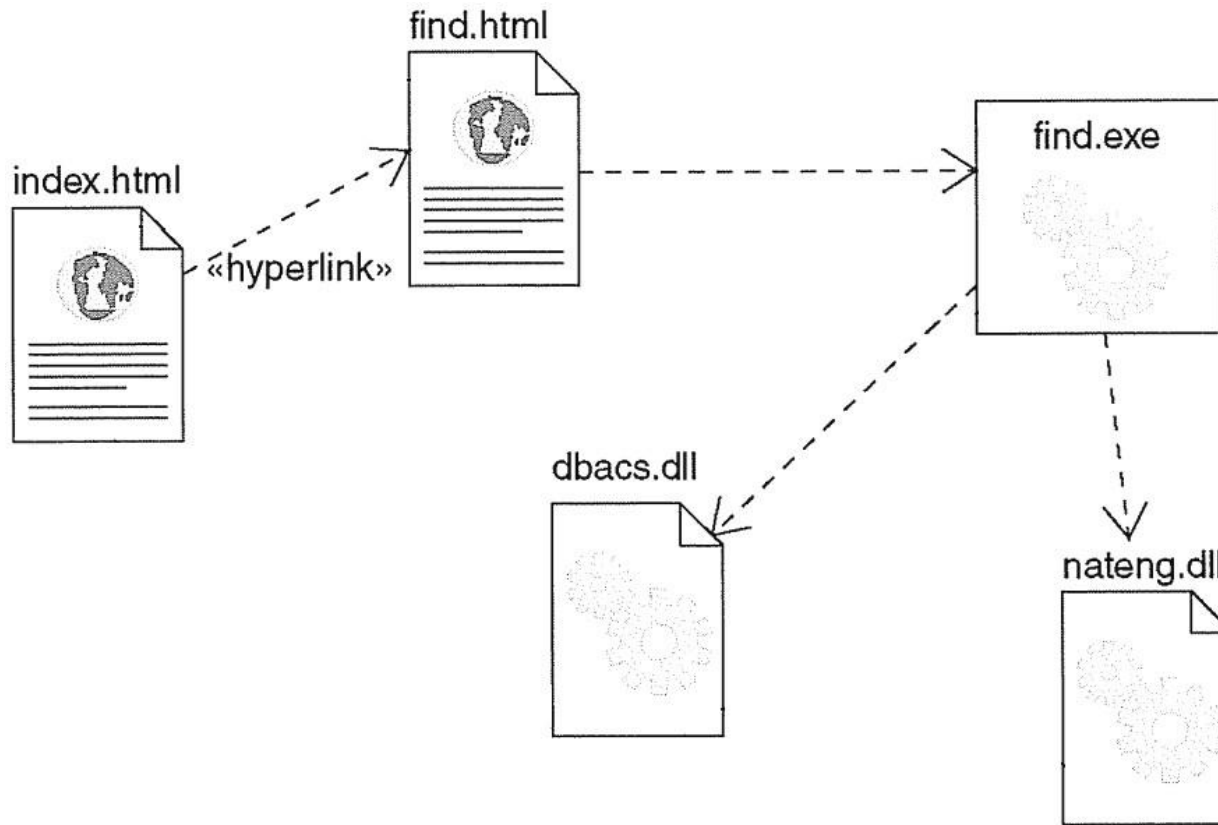 find.html
find.exe
index.html
«hyperlink»
dbacs.dll
nateng.dll